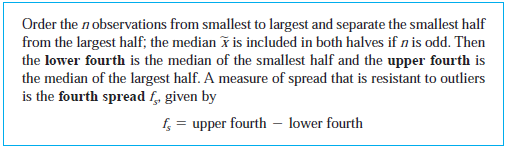 Order the n observations from smallest to largest and separate the smallest half
from the largest half; the median x̃ is included in both halves if n is odd. Then
the lower fourth is the median of the smallest half and the upper fourth is
the median of the largest half. A measure of spread that is resistant to outliers
is the fourth spread fₛ, given by
fₛ = upper fourth − lower fourth